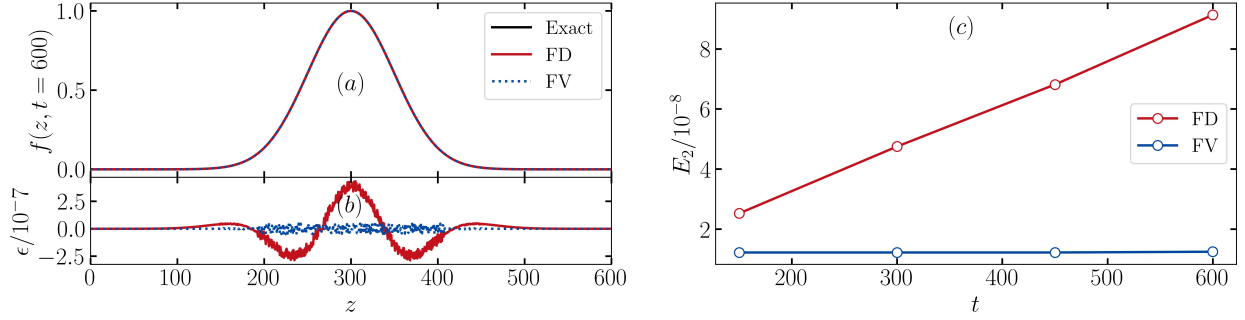 f(z, t = 600)
1.0
0.5
0.0
(a)
Exact
FD
FV
ϵ/10⁻⁷
2.5
0.0
−2.5
(b)
0 100 200 300 400 500 600
z
E₂/10⁻⁸
8
6
4
2
(c)
FD
FV
200 300 400 500 600
t